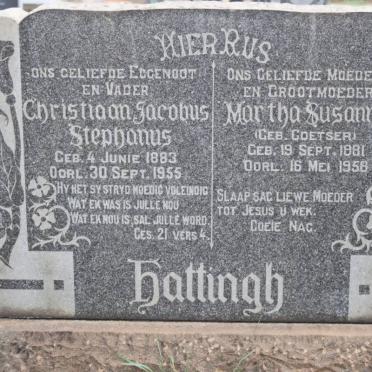 HIER RUS
ONS GELIEFDE EGGENOOT
EN VADER
Christiaan Jacobus
Stephanus
GEB. 4 JUNIE 1883
OORL. 30 SEPT. 1955
HY HET SY STRYD MOEDIG VOLEINDIG
WAT EK WAS IS JULLE NOU
WAT EK NOU IS, SAL JULLE WORD.
GES. 21 VERS 4.
ONS GELIEFDE MOEDE
EN GROOTMOEDER
Martha Susann
(GEB. COETSER)
GEB. 19 SEPT. 1881
OORL. 16 MEI 1958
SLAAP SAG LIEWE MOEDER
TOT JESUS U WEK.
GOEIE NAG.
Hattingh